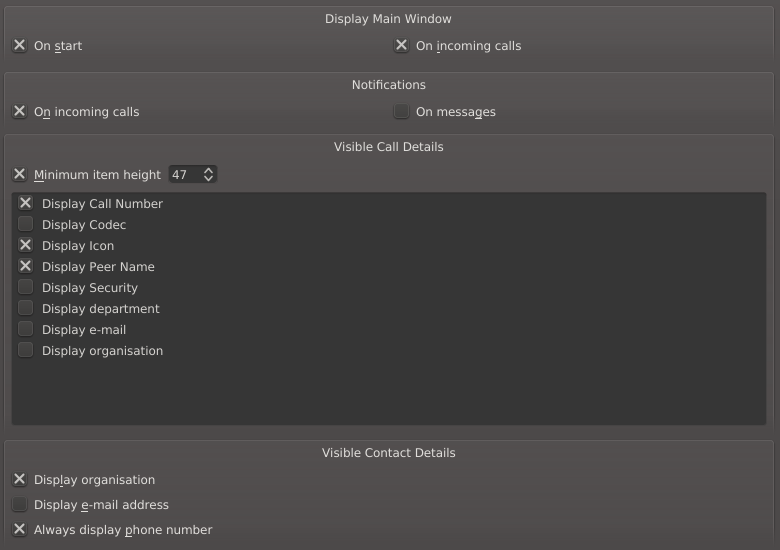 Display Main Window
On start On incoming calls
Notifications
On incoming calls On messages
Visible Call Details
Minimum item height 47
Display Call Number
Display Codec
Display Icon
Display Peer Name
Display Security
Display department
Display e-mail
Display organisation
Visible Contact Details
Display organisation
Display e-mail address
Always display phone number